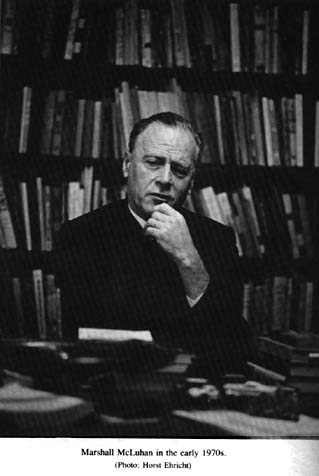 Marshall McLuhan in the early 1970s.
(Photo: Horst Ehricht)